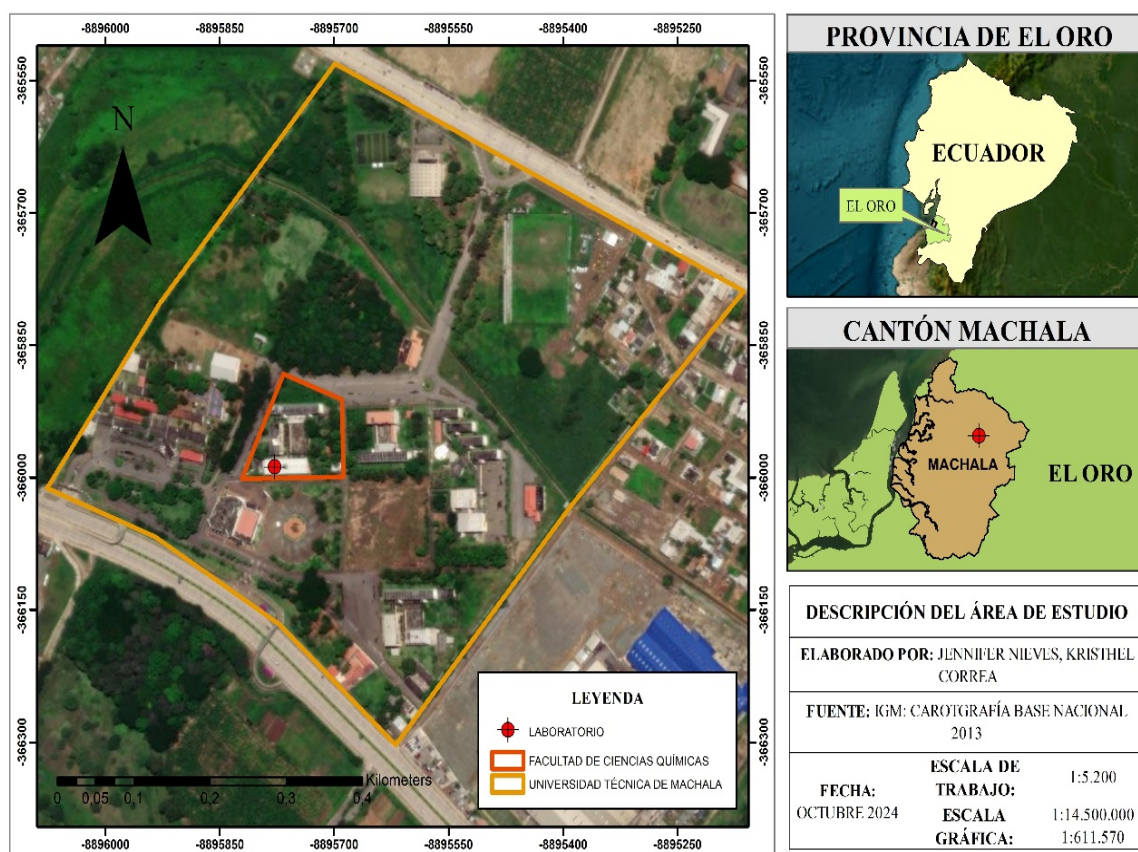 -8896000 -8895850 -8895700 -8895550 -8895400 -8895250
-365550
-365700
-365850
-366000
-366150
-366300
-365550
-365700
-365850
-366000
-366150
-366300
N
LEYENDA
LABORATORIO
FACULTAD DE CIENCIAS QUÍMICAS
UNIVERSIDAD TÉCNICA DE MACHALA
Kilometers
0 0,05 0,1 0,2 0,3 0,4
-8896000 -8895850 -8895700 -8895550 -8895400 -8895250
PROVINCIA DE EL ORO
ECUADOR
EL ORO
CANTÓN MACHALA
MACHALA
EL ORO
DESCRIPCIÓN DEL ÁREA DE ESTUDIO
ELABORADO POR: JENNIFER NIEVES, KRISTHEL
CORREA
FUENTE: IGM: CAROTGRAFÍA BASE NACIONAL
2013
FECHA:
OCTUBRE 2024
ESCALA DE
TRABAJO:
1:5.200
ESCALA
GRÁFICA:
1:14.500.000
1:611.570